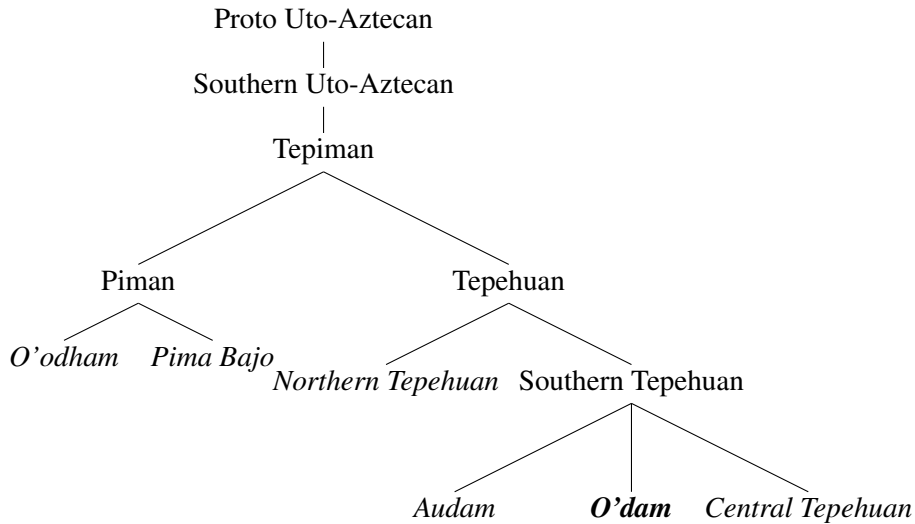 Proto Uto-Aztecan
Southern Uto-Aztecan
Tepiman
Piman Tepehuan
O’odham Pima Bajo
Northern Tepehuan Southern Tepehuan
Audam O’dam Central Tepehuan